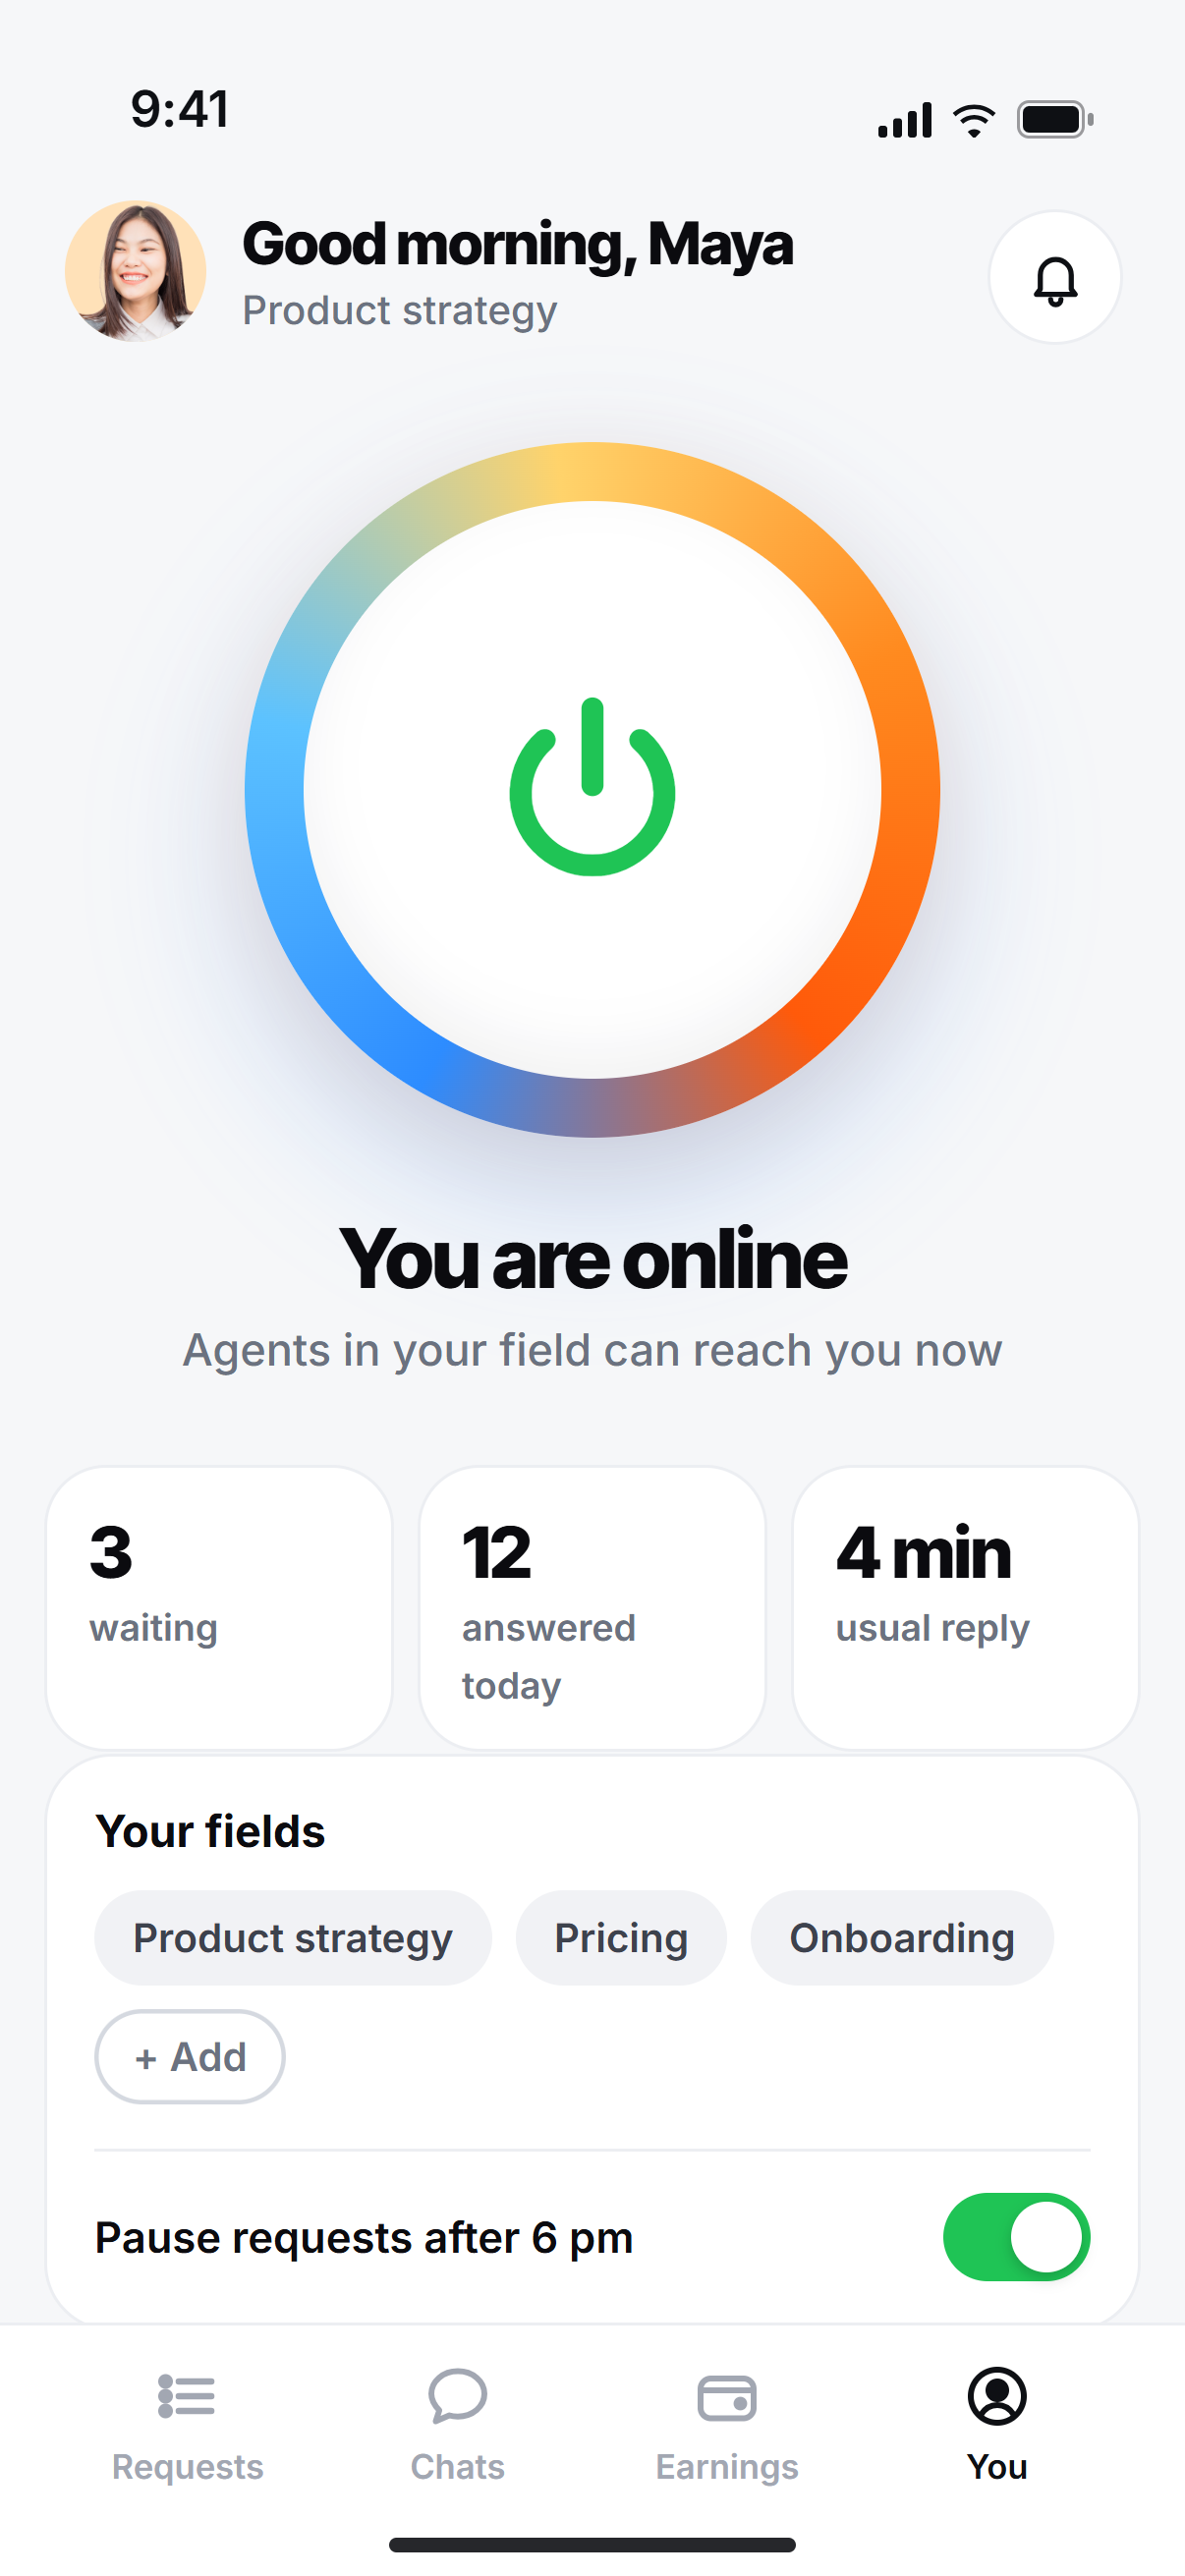 9:41
Good morning, Maya
Product strategy
You are online
Agents in your field can reach you now
3
waiting
12
answered
today
4 min
usual reply
Your fields
Product strategy
Pricing
Onboarding
+ Add
Pause requests after 6 pm
Requests
Chats
Earnings
You